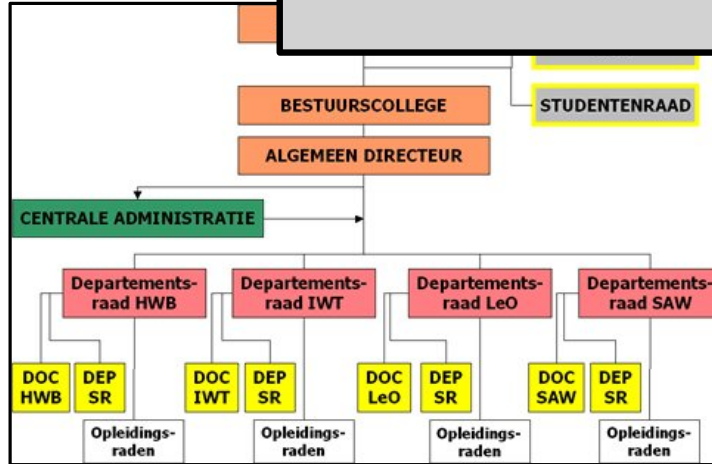 BESTUURSCOLLEGE
STUDENTENRAAD
ALGEMEEN DIRECTEUR
CENTRALE ADMINISTRATIE
Departements-
raad HWB
Departements-
raad IWT
Departements-
raad LeO
Departements-
raad SAW
DOC
HWB
DEP
SR
DOC
IWT
DEP
SR
DOC
LeO
DEP
SR
DOC
SAW
DEP
SR
Opleidings-
raden
Opleidings-
raden
Opleidings-
raden
Opleidings-
raden